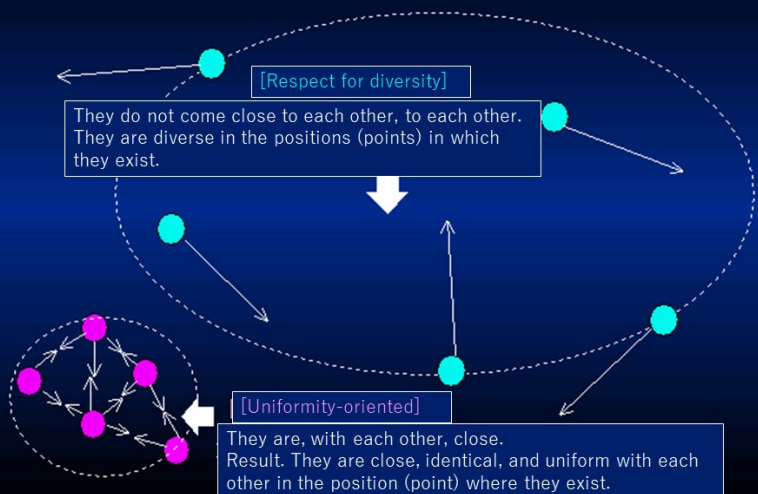 [Respect for diversity]
They do not come close to each other, to each other.
They are diverse in the positions (points) in which
they exist.
[Uniformity-oriented]
They are, with each other, close.
Result. They are close, identical, and uniform with each
other in the position (point) where they exist.